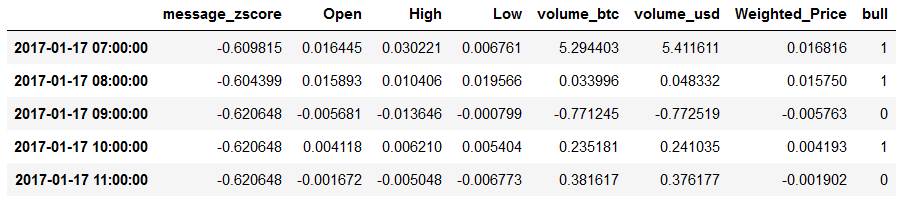 message_zscore Open High Low volume_btc volume_usd Weighted_Price bull
2017-01-17 07:00:00 -0.609815 0.016445 0.030221 0.006761 5.294403 5.411611 0.016816 1
2017-01-17 08:00:00 -0.604399 0.015893 0.010406 0.019566 0.033996 0.048332 0.015750 1
2017-01-17 09:00:00 -0.620648 -0.005681 -0.013646 -0.000799 -0.771245 -0.772519 -0.005763 0
2017-01-17 10:00:00 -0.620648 0.004118 0.006210 0.005404 0.235181 0.241035 0.004193 1
2017-01-17 11:00:00 -0.620648 -0.001672 -0.005048 -0.006773 0.381617 0.376177 -0.001902 0